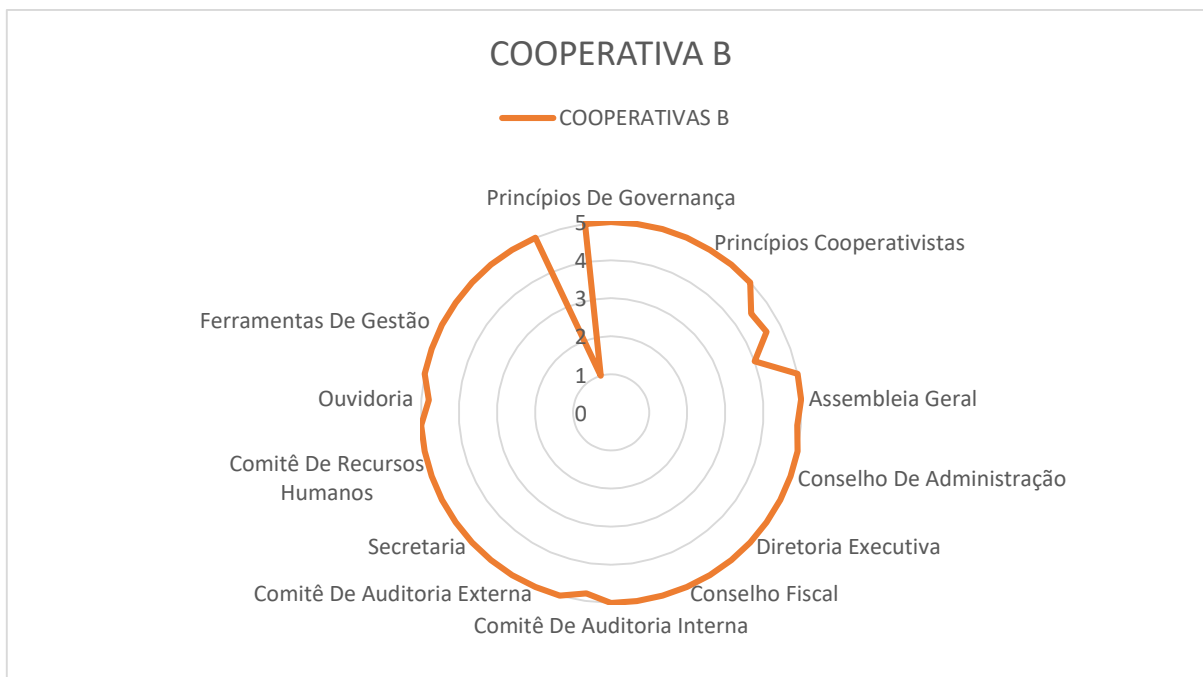 COOPERATIVA B
COOPERATIVAS B
Princípios De Governança
Princípios Cooperativistas
Assembleia Geral
Conselho De Administração
Diretoria Executiva
Conselho Fiscal
Comitê De Auditoria Interna
Comitê De Auditoria Externa
Secretaria
Comitê De Recursos
Humanos
Ouvidoria
Ferramentas De Gestão
5
4
3
2
1
0